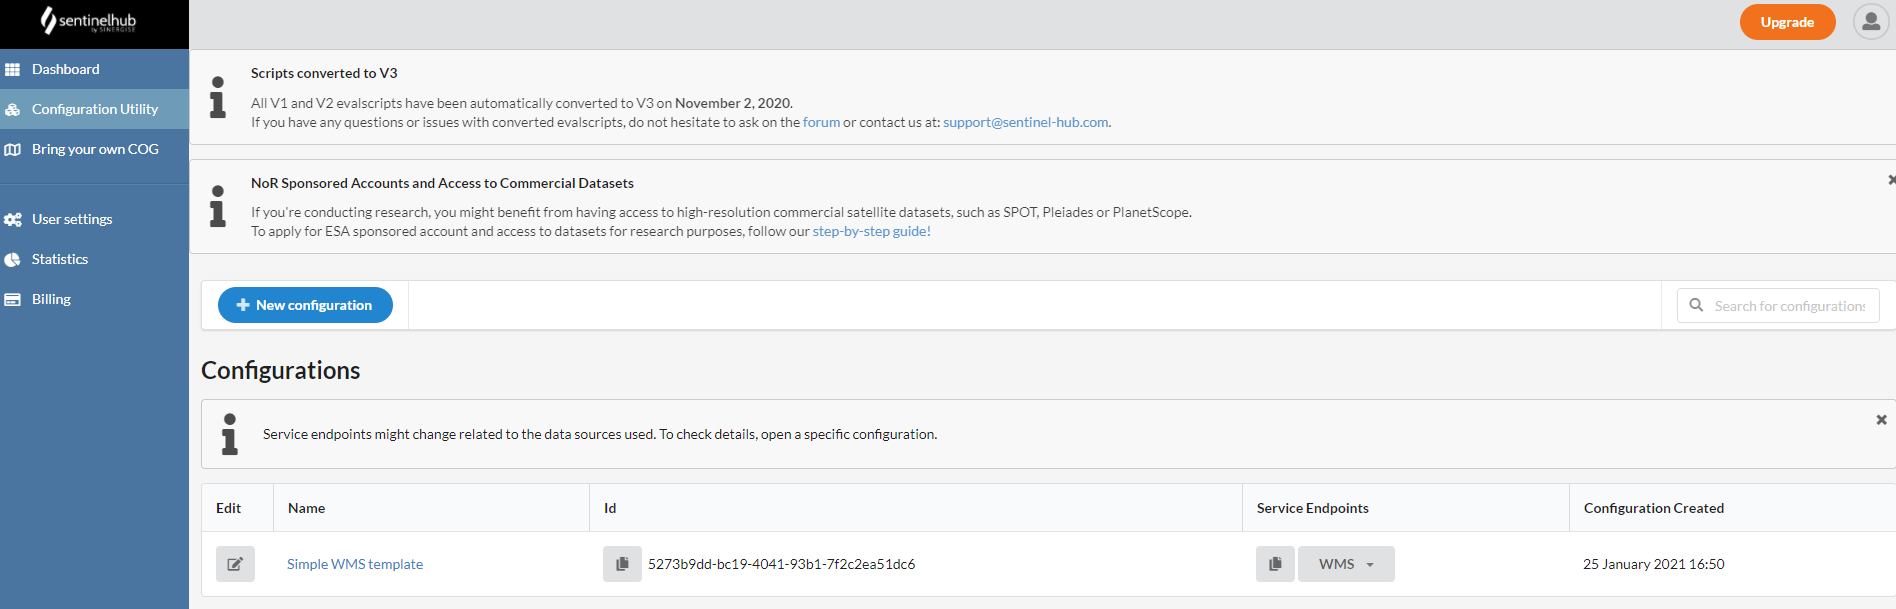 sentinelhub
by SINERGISE
Upgrade
Dashboard
Configuration Utility
Bring your own COG
User settings
Statistics
Billing
Scripts converted to V3
All V1 and V2 evalscripts have been automatically converted to V3 on November 2, 2020.
If you have any questions or issues with converted evalscripts, do not hesitate to ask on the forum or contact us at: support@sentinel-hub.com.
NoR Sponsored Accounts and Access to Commercial Datasets
If you're conducting research, you might benefit from having access to high-resolution commercial satellite datasets, such as SPOT, Pleiades or PlanetScope.
To apply for ESA sponsored account and access to datasets for research purposes, follow our step-by-step guide!
New configuration
Search for configurations
Configurations
Service endpoints might change related to the data sources used. To check details, open a specific configuration.
Edit Name Id Service Endpoints Configuration Created
Simple WMS template 5273b9dd-bc19-4041-93b1-7f2c2ea51dc6 WMS 25 January 2021 16:50